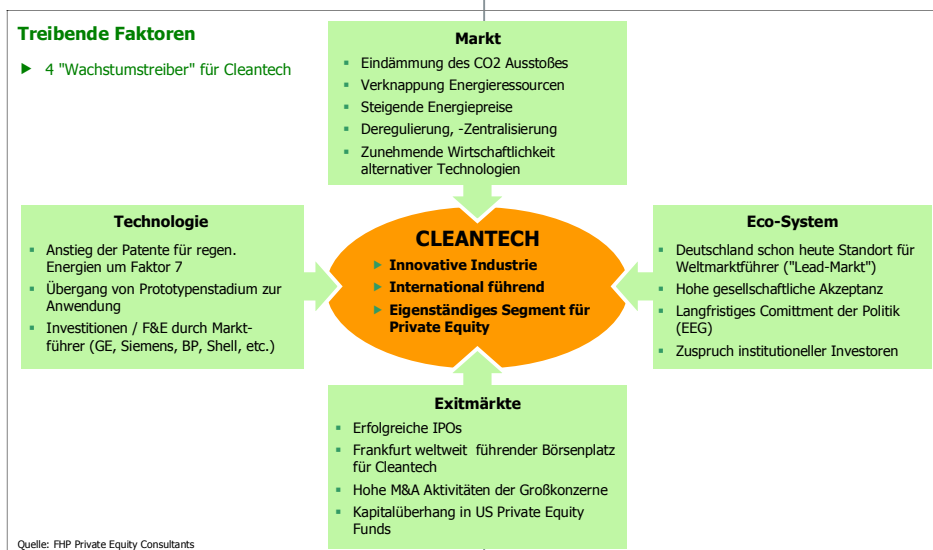 Treibende Faktoren
4 "Wachstumstreiber" für Cleantech
Markt
Eindämmung des CO2 Ausstoßes
Verknappung Energieressourcen
Steigende Energiepreise
Deregulierung, -Zentralisierung
Zunehmende Wirtschaftlichkeit
alternativer Technologien
Technologie
Anstieg der Patente für regen.
Energien um Faktor 7
Übergang von Prototypenstadium zur
Anwendung
Investitionen / F&E durch Markt-
führer (GE, Siemens, BP, Shell, etc.)
CLEANTECH
Innovative Industrie
International führend
Eigenständiges Segment für
Private Equity
Eco-System
Deutschland schon heute Standort für
Weltmarktführer ("Lead-Markt")
Hohe gesellschaftliche Akzeptanz
Langfristiges Comittment der Politik
(EEG)
Zuspruch institutioneller Investoren
Exitmärkte
Erfolgreiche IPOs
Frankfurt weltweit führender Börsenplatz
für Cleantech
Hohe M&A Aktivitäten der Großkonzerne
Kapitalüberhang in US Private Equity
Funds
Quelle: FHP Private Equity Consultants